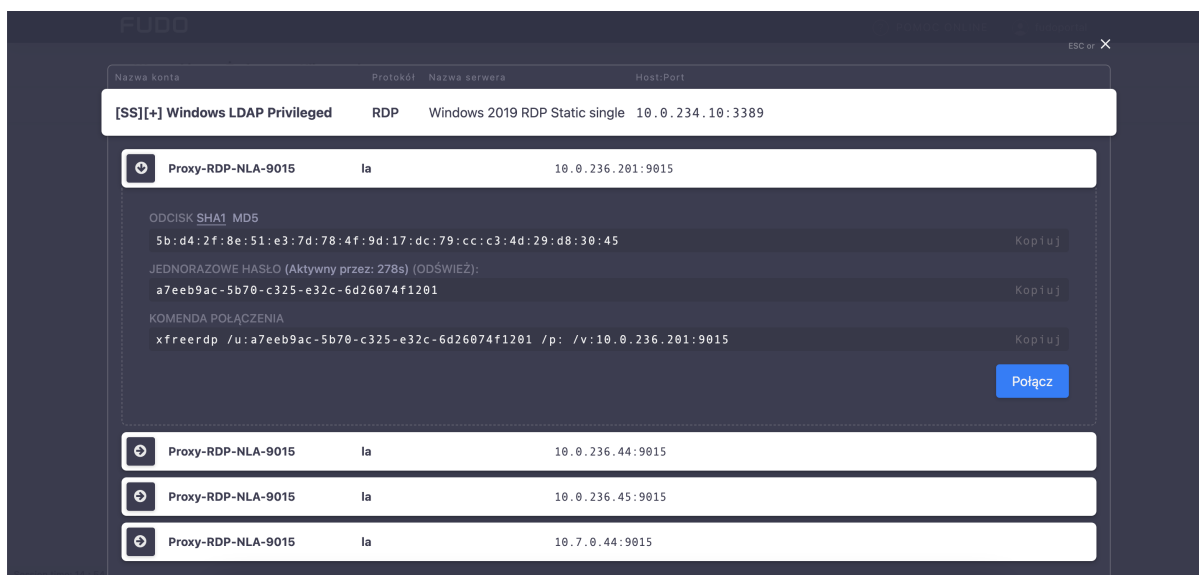 FUDO
ESC or X
Nazwa konta Protokół Nazwa serwera Host:Port
[SS][+] Windows LDAP Privileged RDP Windows 2019 RDP Static single 10.0.234.10:3389
Proxy-RDP-NLA-9015 la 10.0.236.201:9015
ODCISK SHA1 MD5
5b:d4:2f:8e:51:e3:7d:78:4f:9d:17:dc:79:cc:c3:4d:29:d8:30:45 Kopiuj
JEDNORAZOWE HASŁO (Aktywny przez: 278s) (ODŚWIEŻ):
a7eeb9ac-5b70-c325-e32c-6d26074f1201 Kopiuj
KOMENDA POŁĄCZENIA
xfreerdp /u:a7eeb9ac-5b70-c325-e32c-6d26074f1201 /p: /v:10.0.236.201:9015 Kopiuj
Połącz
Proxy-RDP-NLA-9015 la 10.0.236.44:9015
Proxy-RDP-NLA-9015 la 10.0.236.45:9015
Proxy-RDP-NLA-9015 la 10.7.0.44:9015